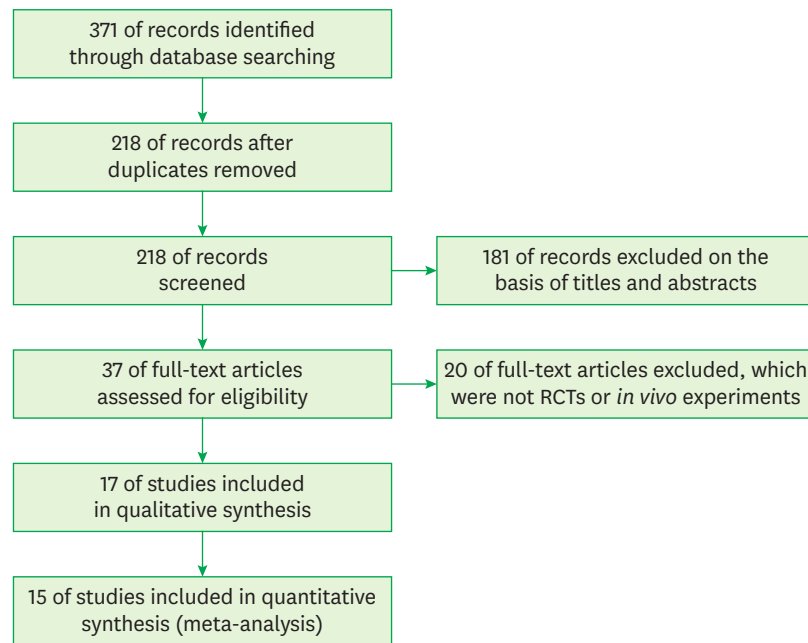 371 of records identified
through database searching
218 of records after
duplicates removed
218 of records
screened
181 of records excluded on the
basis of titles and abstracts
37 of full-text articles
assessed for eligibility
20 of full-text articles excluded, which
were not RCTs or in vivo experiments
17 of studies included
in qualitative synthesis
15 of studies included in quantitative
synthesis (meta-analysis)